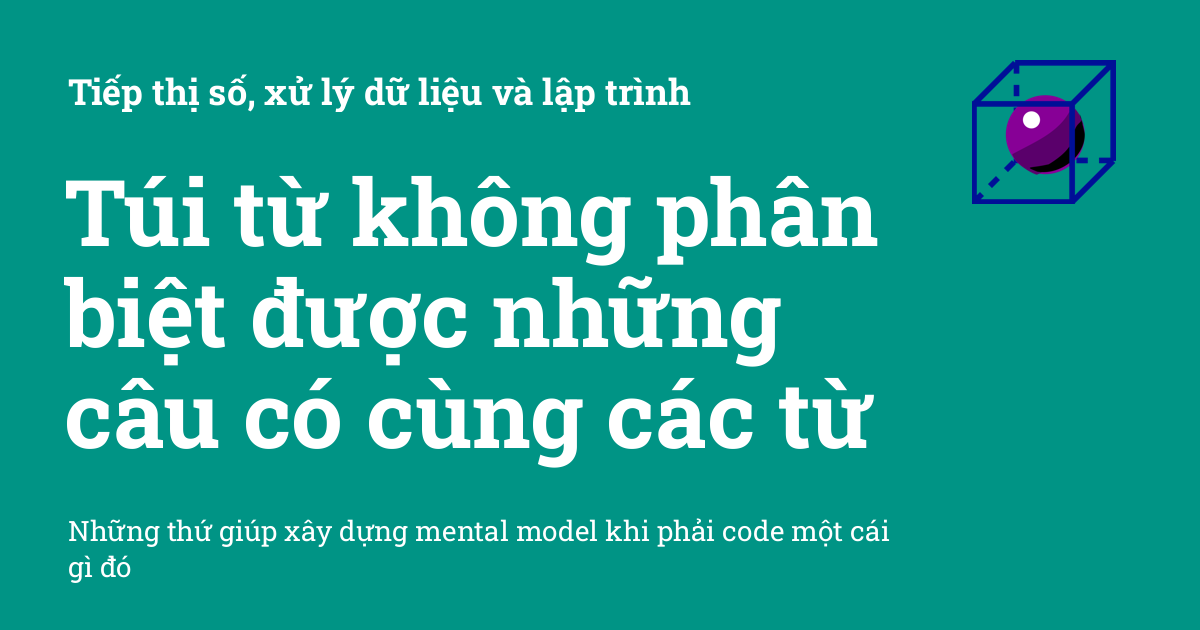 Tiếp thị số, xử lý dữ liệu và lập trình
Túi từ không phân
biệt được những
câu có cùng các từ
Những thứ giúp xây dựng mental model khi phải code một cái
gì đó